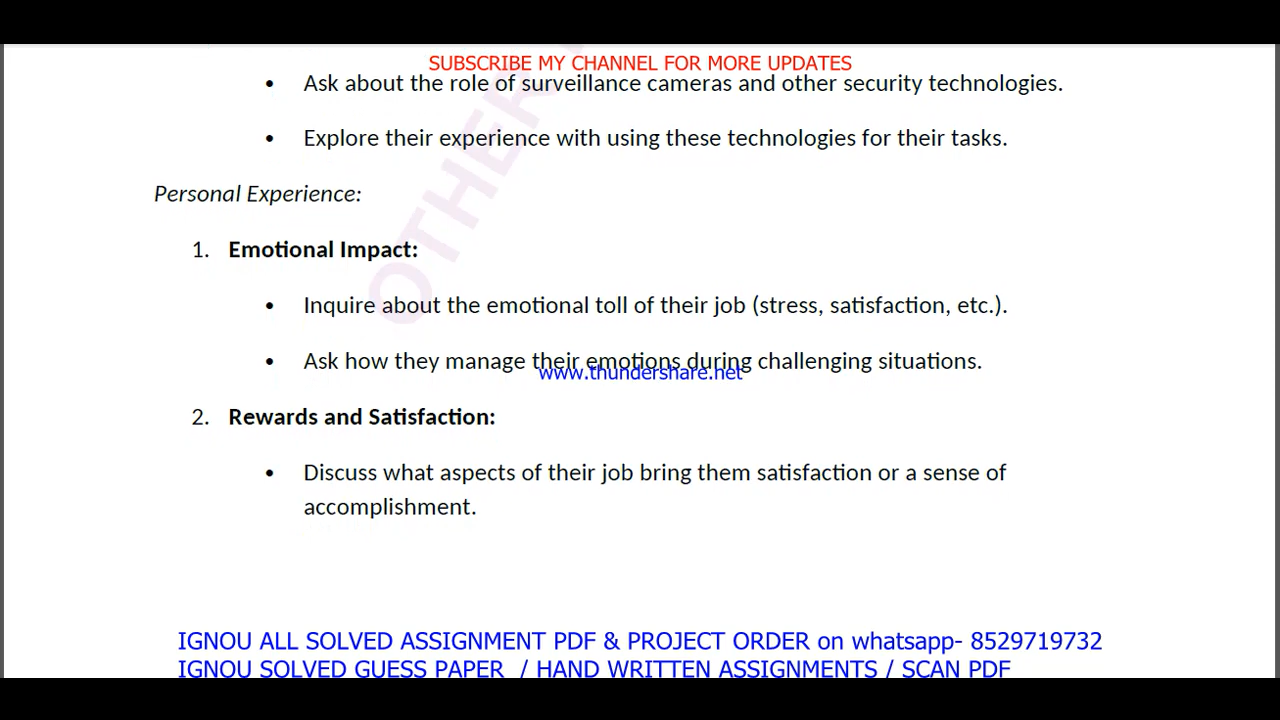 SUBSCRIBE MY CHANNEL FOR MORE UPDATES
• Ask about the role of surveillance cameras and other security technologies.
• Explore their experience with using these technologies for their tasks.
Personal Experience:
1. Emotional Impact:
• Inquire about the emotional toll of their job (stress, satisfaction, etc.).
• Ask how they manage their emotions during challenging situations.
www.thundershare.net
2. Rewards and Satisfaction:
• Discuss what aspects of their job bring them satisfaction or a sense of
accomplishment.
OTHER
IGNOU ALL SOLVED ASSIGNMENT PDF & PROJECT ORDER on whatsapp- 8529719732
IGNOU SOLVED GUESS PAPER / HAND WRITTEN ASSIGNMENTS / SCAN PDF